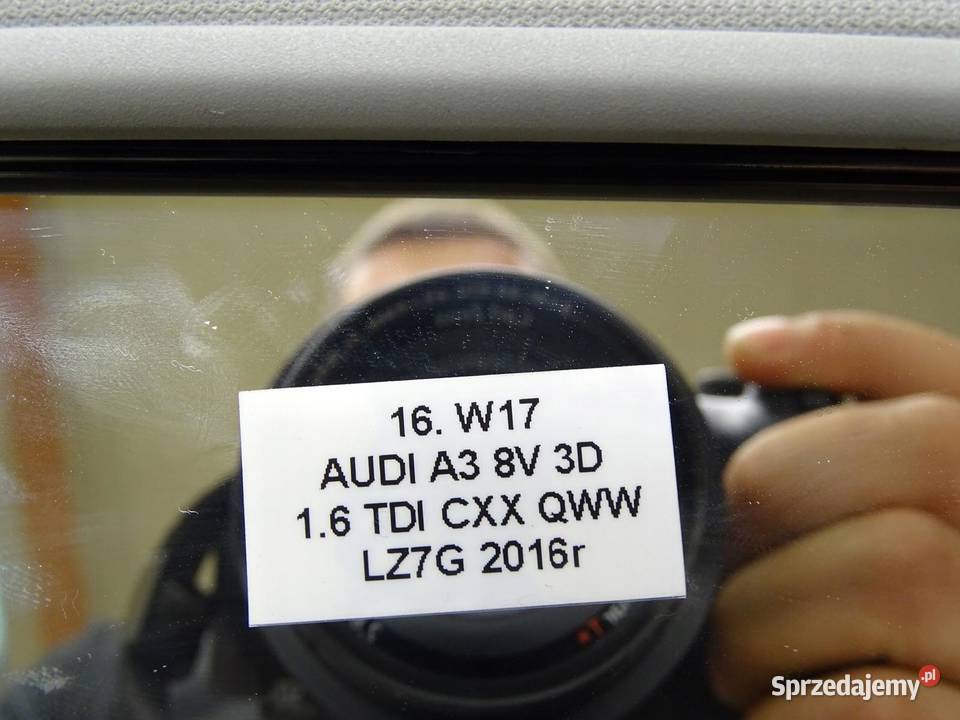 16. W17
AUDI A3 8V 3D
1.6 TDI CXX QWW
LZ7G 2016r
Sprzedajemy.pl